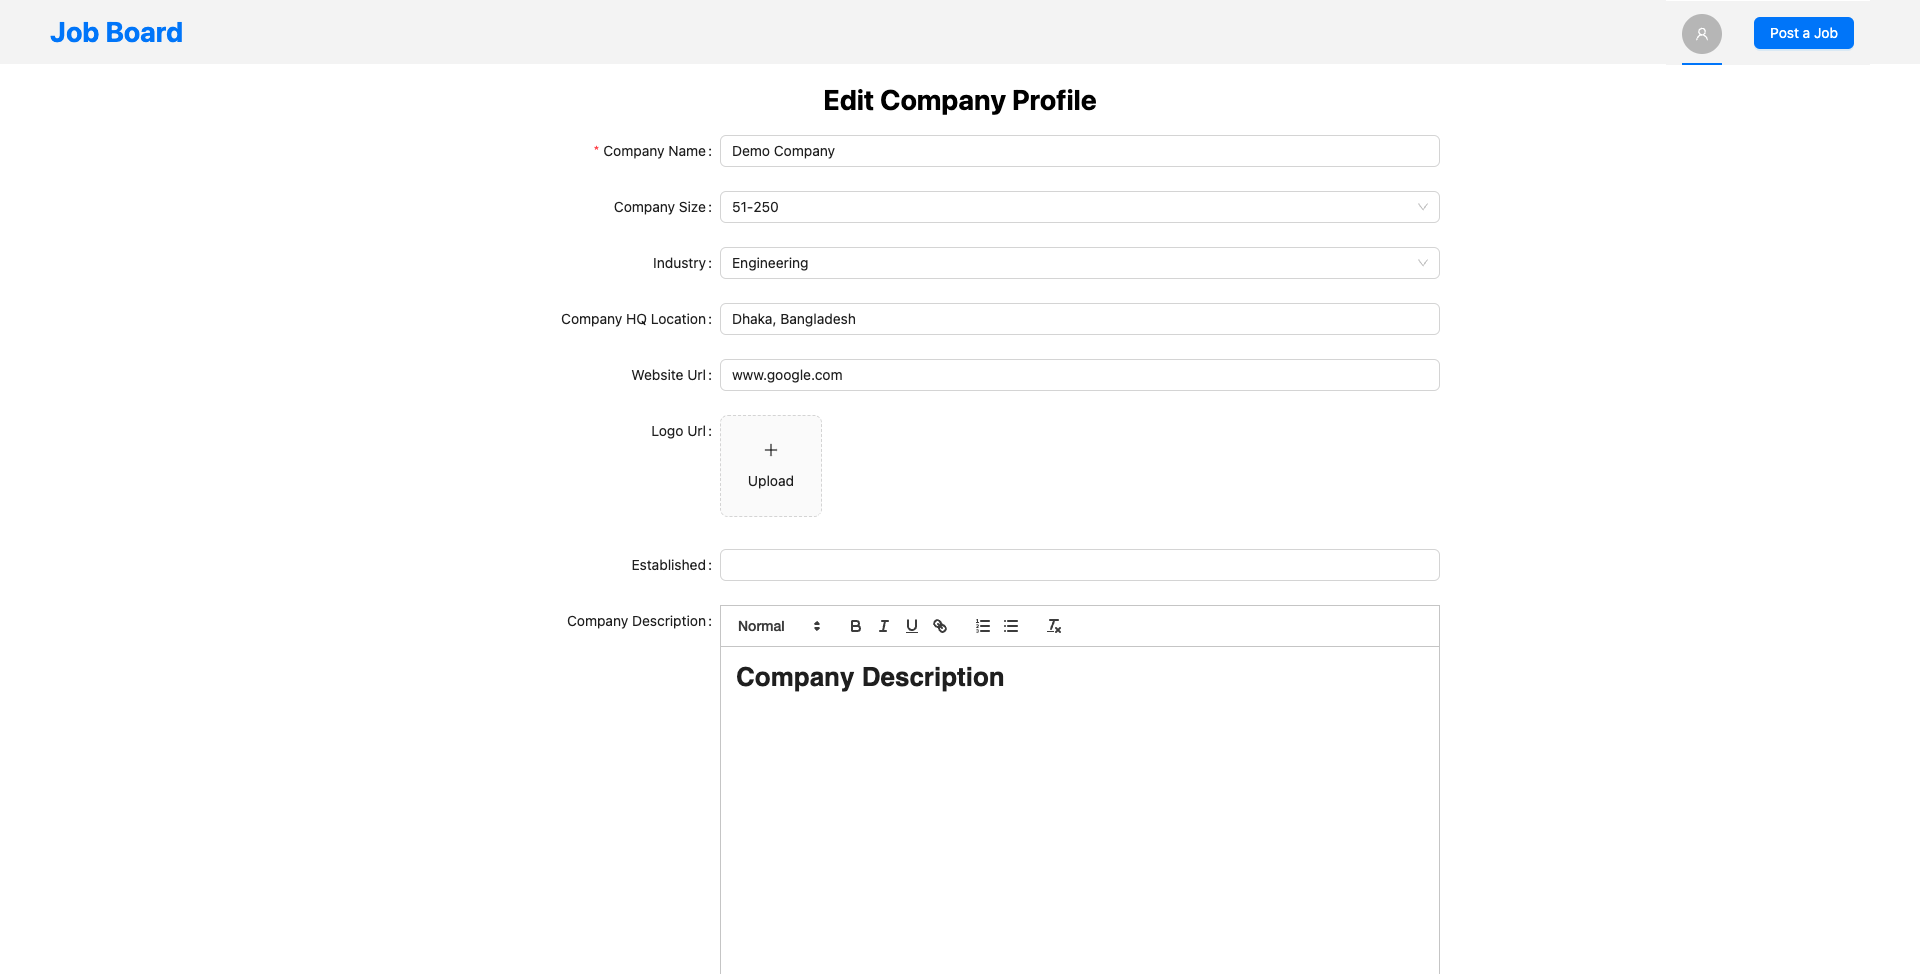 Job Board
Post a Job
Edit Company Profile
* Company Name: Demo Company
Company Size: 51-250
Industry: Engineering
Company HQ Location: Dhaka, Bangladesh
Website Url: www.google.com
Logo Url:
Upload
Established:
Company Description: Normal
Company Description